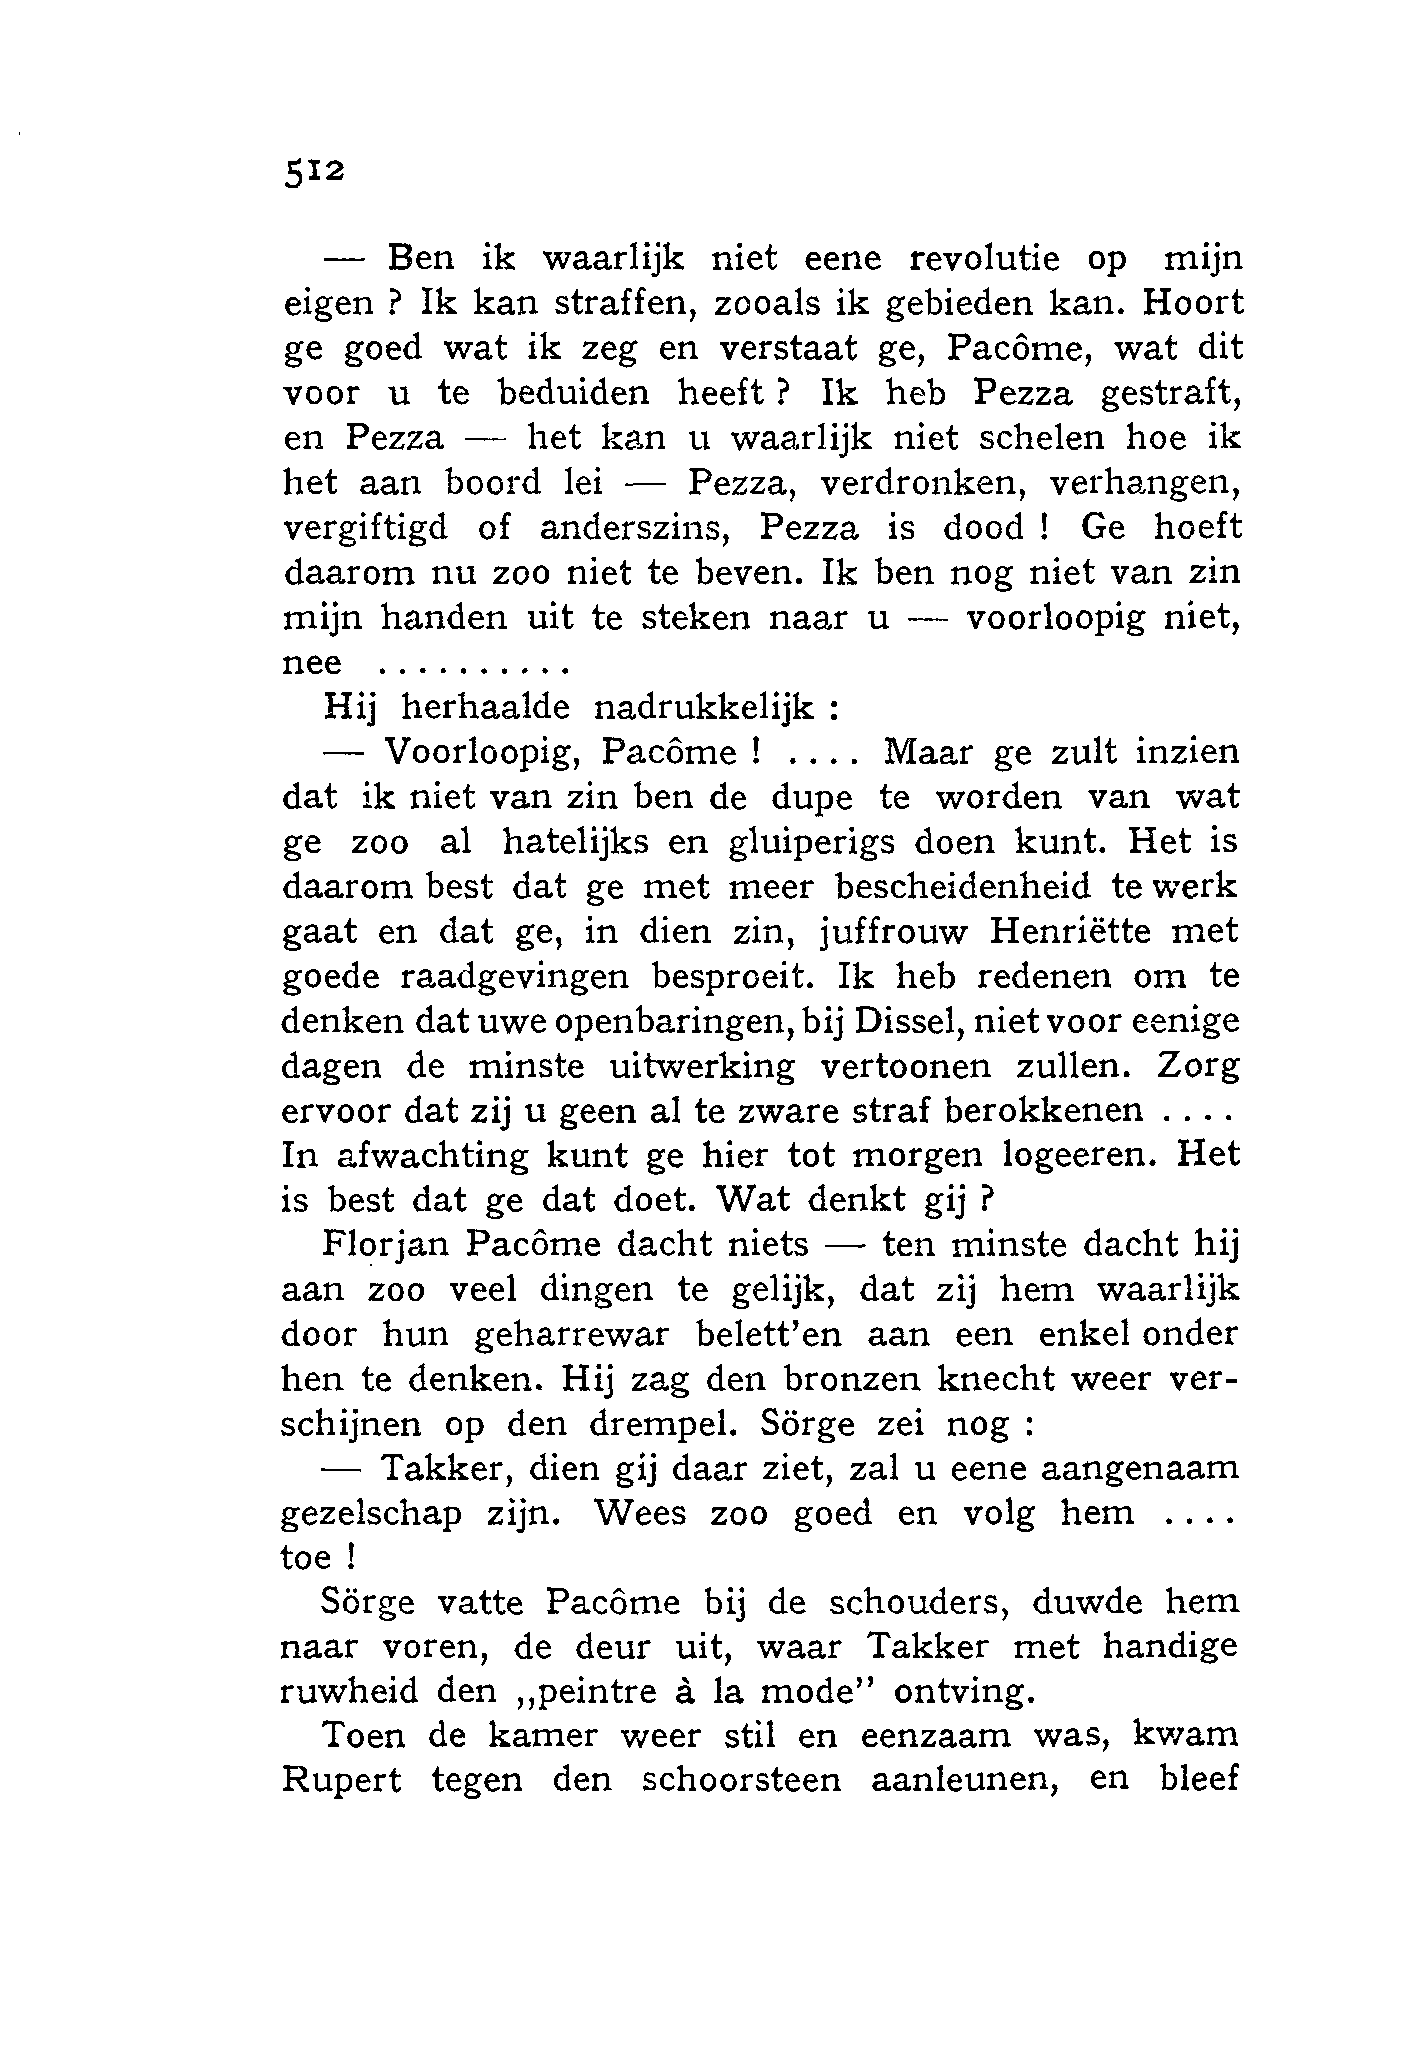 512
— Ben ik waarlijk niet eene revolutie op mijn
eigen ? Ik kan straffen, zooals ik gebieden kan. Hoort
ge goed wat ik zeg en verstaat ge, Pacôme, wat dit
voor u te beduiden heeft ? Ik heb Pezza gestraft,
en Pezza — het kan u waarlijk niet schelen hoe ik
het aan boord lei — Pezza, verdronken, verhangen,
vergiftigd of anderszins, Pezza is dood ! Ge hoeft
daarom nu zoo niet te beven. Ik ben nog niet van zin
mijn handen uit te steken naar u — voorloopig niet,
nee ..........
Hij herhaalde nadrukkelijk :
— Voorloopig, Pacôme ! .... Maar ge zult inzien
dat ik niet van zin ben de dupe te worden van wat
ge zoo al hatelijks en gluiperigs doen kunt. Het is
daarom best dat ge met meer bescheidenheid te werk
gaat en dat ge, in dien zin, juffrouw Henriëtte met
goede raadgevingen besproeit. Ik heb redenen om te
denken dat uwe openbaringen, bij Dissel, niet voor eenige
dagen de minste uitwerking vertoonen zullen. Zorg
ervoor dat zij u geen al te zware straf berokkenen ....
In afwachting kunt ge hier tot morgen logeeren. Het
is best dat ge dat doet. Wat denkt gij ?
Florjan Pacôme dacht niets — ten minste dacht hij
aan zoo veel dingen te gelijk, dat zij hem waarlijk
door hun geharrewar belett'en aan een enkel onder
hen te denken. Hij zag den bronzen knecht weer ver-
schijnen op den drempel. Sörge zei nog :
— Takker, dien gij daar ziet, zal u eene aangenaam
gezelschap zijn. Wees zoo goed en volg hem ....
toe !
Sörge vatte Pacôme bij de schouders, duwde hem
naar voren, de deur uit, waar Takker met handige
ruwheid den ,,peintre à la mode'' ontving.
Toen de kamer weer stil en eenzaam was, kwam
Rupert tegen den schoorsteen aanleunen, en bleef